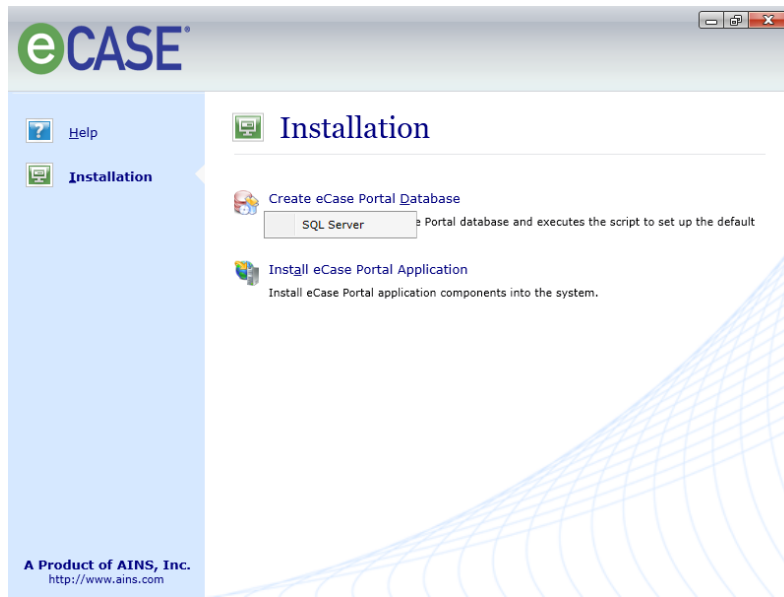 eCASE®
Help
Installation
Installation
Create eCase Portal Database
SQL Server
Portal database and executes the script to set up the default
Install eCase Portal Application
Install eCase Portal application components into the system.
A Product of AINS, Inc.
http://www.ains.com